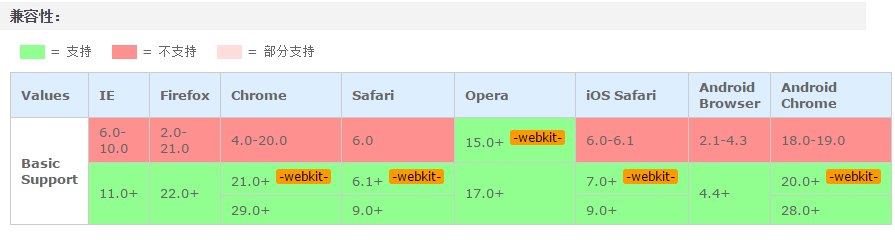 兼容性：
= 支持 = 不支持 = 部分支持
Values IE Firefox Chrome Safari Opera iOS Safari Android Browser Android Chrome
Basic Support
6.0-10.0 2.0-21.0 4.0-20.0 6.0 15.0+ -webkit- 6.0-6.1 2.1-4.3 18.0-19.0
11.0+ 22.0+ 21.0+ -webkit- 6.1+ -webkit- 17.0+ 7.0+ -webkit- 4.4+ 20.0+ -webkit-
29.0+ 9.0+ 9.0+ 28.0+